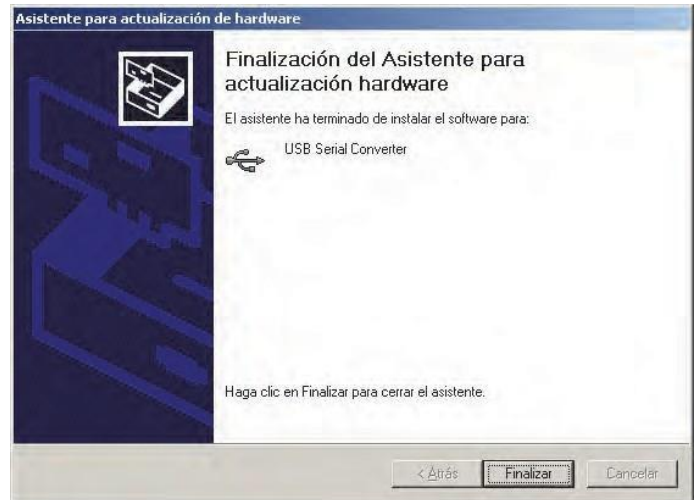 Asistente para actualización de hardware
Finalización del Asistente para
actualización hardware
El asistente ha terminado de instalar el software para:
USB Serial Converter
Haga clic en Finalizar para cerrar el asistente.
< Atrás Finalizar Cancelar